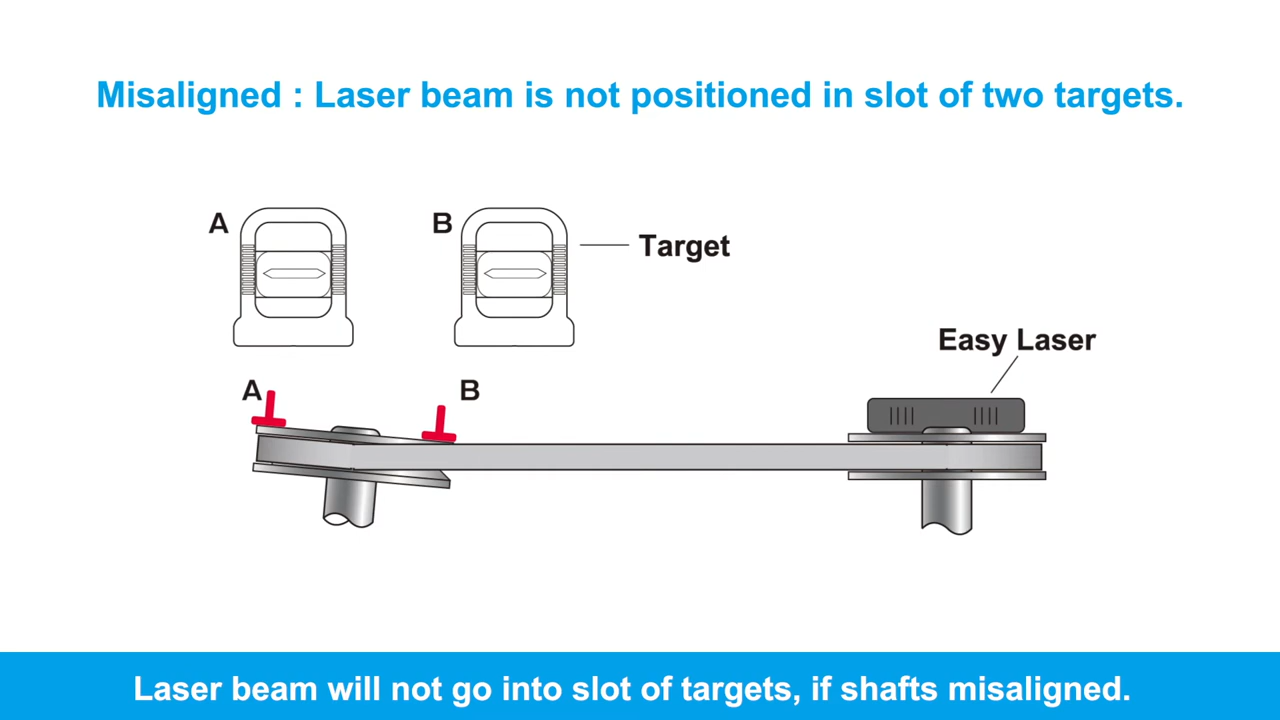 Misaligned : Laser beam is not positioned in slot of two targets.
A
B
Target
Easy Laser
A
B
Laser beam will not go into slot of targets, if shafts misaligned.